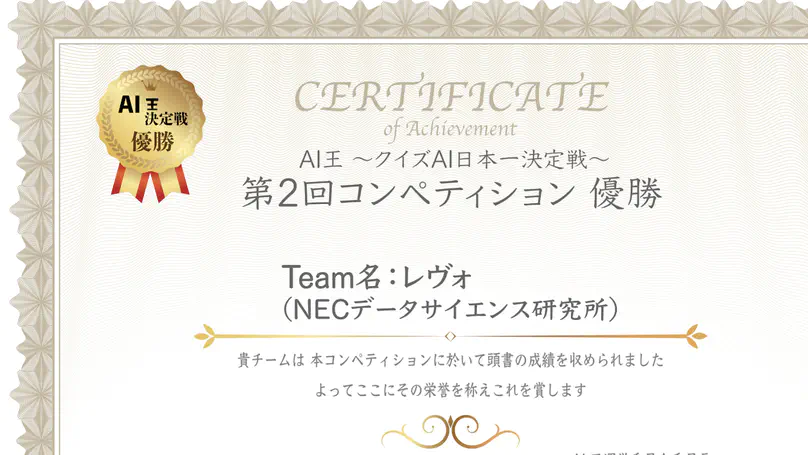 AI王
決定戦
優勝
CERTIFICATE
of Achievement
AI王 〜クイズAI日本一決定戦〜
第2回コンペティション 優勝
Team名：レヴォ
（NECデータサイエンス研究所）
貴チームは 本コンペティションに於いて頭書の成績を収められました
よってここにその栄誉を称えこれを賞します